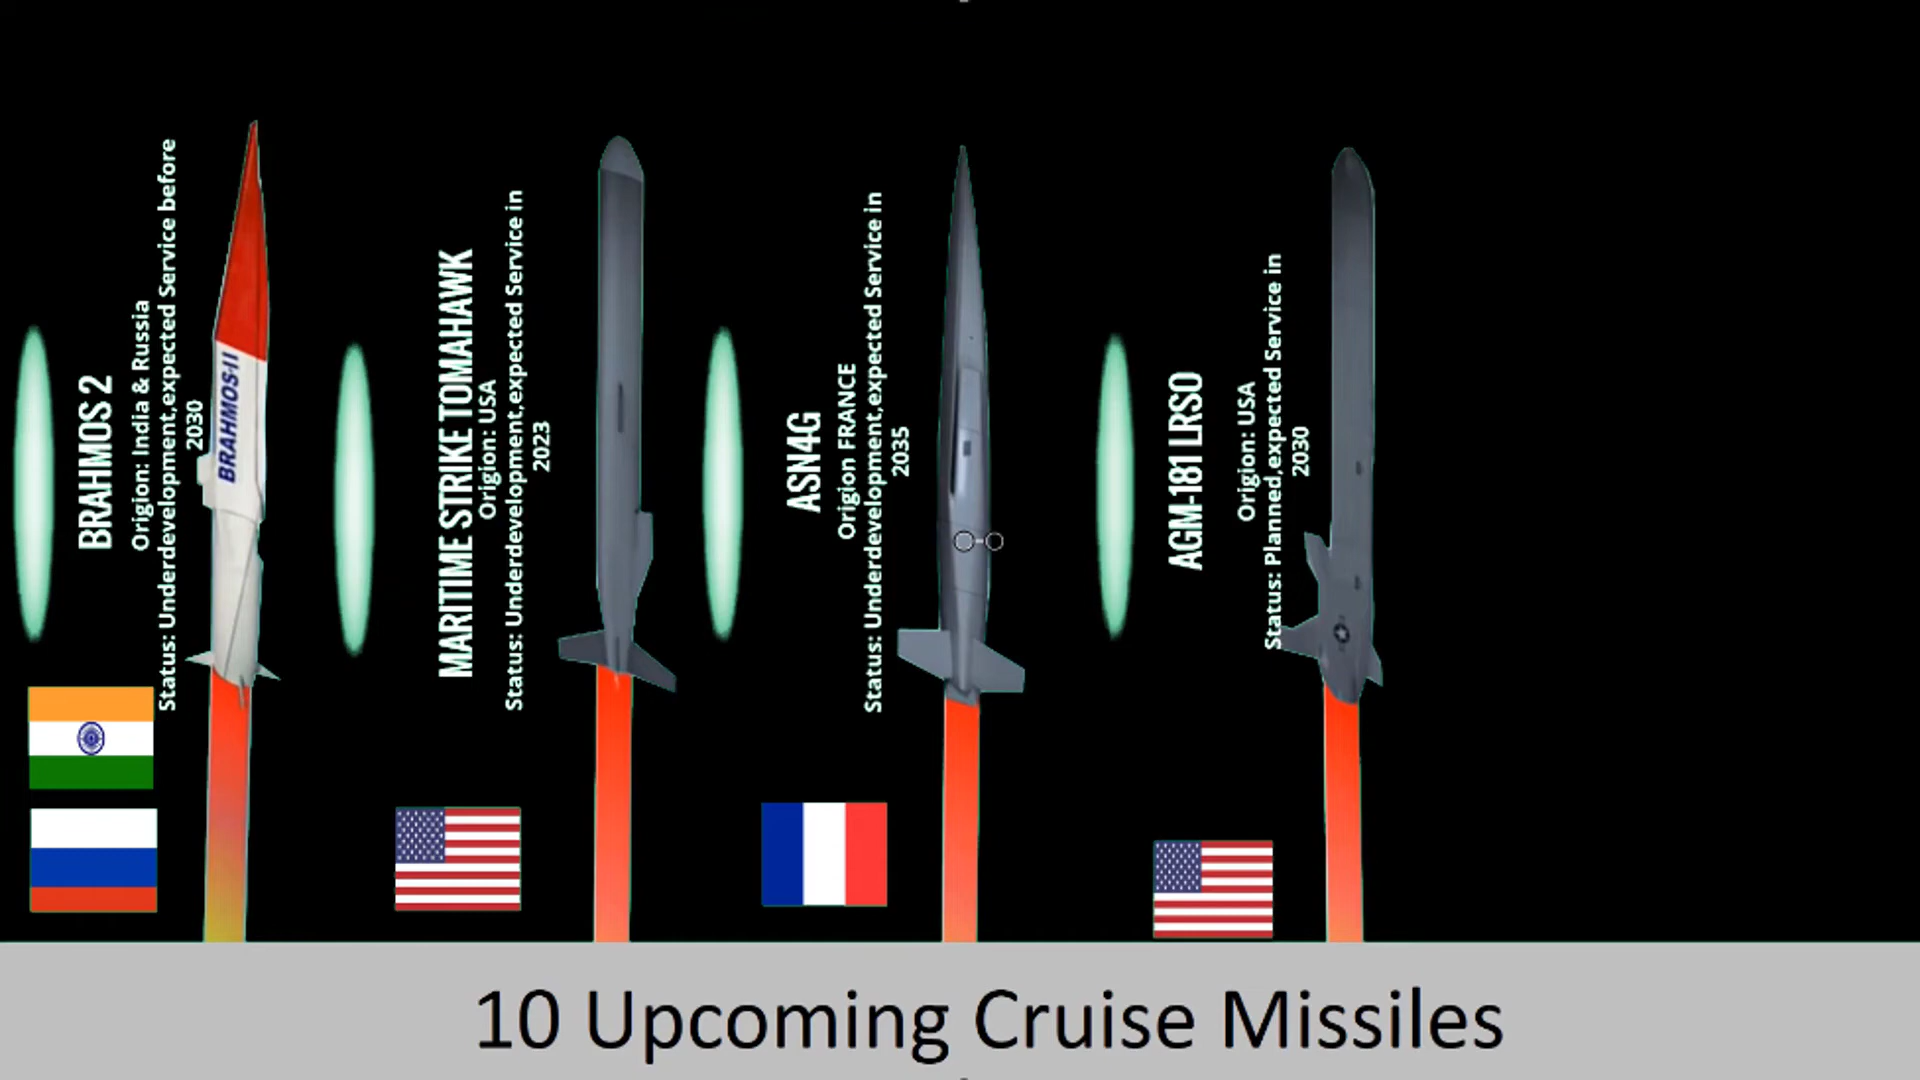 BRAHMOS 2
Origion: India & Russia
Status: Underdevelopment,expected Service before
2030
BRAHMOS-II
MARITIME STRIKE TOMAHAWK
Origion: USA
Status: Underdevelopment,expected Service in
2023
ASN4G
Origion FRANCE
Status: Underdevelopment,expected Service in
2035
AGM-181 LRSO
Origion: USA
Status: Planned,expected Service in
2030
10 Upcoming Cruise Missiles